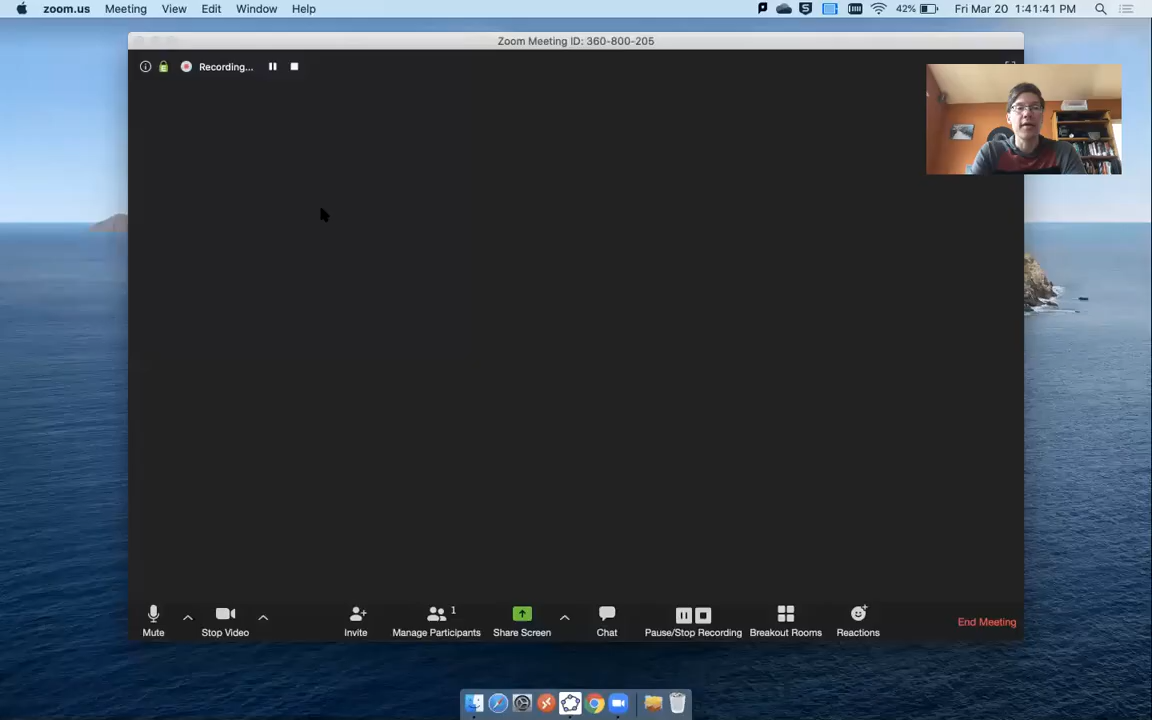 zoom.us Meeting View Edit Window Help 42% Fri Mar 20 1:41:41 PM
Zoom Meeting ID: 360-800-205
Recording...
1
Mute Stop Video Invite Manage Participants Share Screen Chat Pause/Stop Recording Breakout Rooms Reactions End Meeting